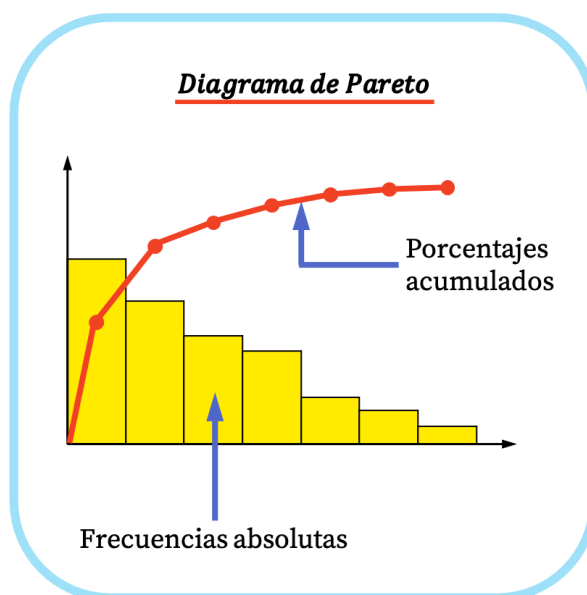 Diagrama de Pareto
Porcentajes
acumulados
Frecuencias absolutas